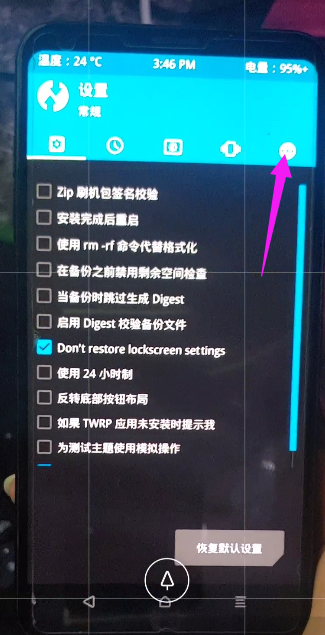 温度：24 °C 3:46 PM 电量：95%+
设置
常规
Zip 刷机包签名校验
安装完成后重启
使用 rm -rf 命令代替格式化
在备份之前禁用剩余空间检查
当备份时跳过生成 Digest
启用 Digest 校验备份文件
Don't restore lockscreen settings
使用 24 小时制
反转底部按钮布局
如果 TWRP 应用未安装时提示我
为测试主题使用模拟操作
恢复默认设置